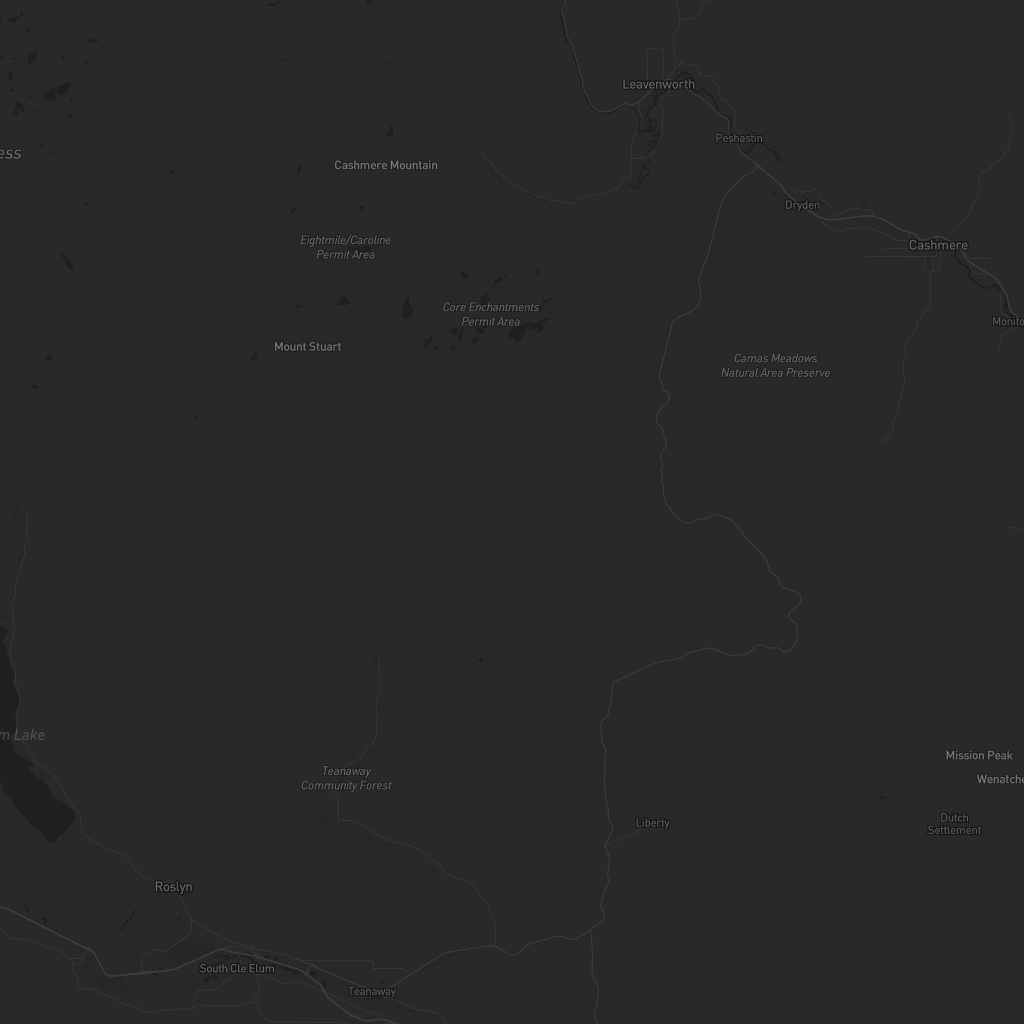 Leavenworth
Peshastin
ess
Cashmere Mountain
Dryden
Eightmile/Caroline
Permit Area
Cashmere
Core Enchantments
Permit Area
Monito
Mount Stuart
Camas Meadows
Natural Area Preserve
m Lake
Mission Peak
Teanaway
Community Forest
Wenatche
Liberty
Dutch
Settlement
Roslyn
South Cle Elum
Teanaway